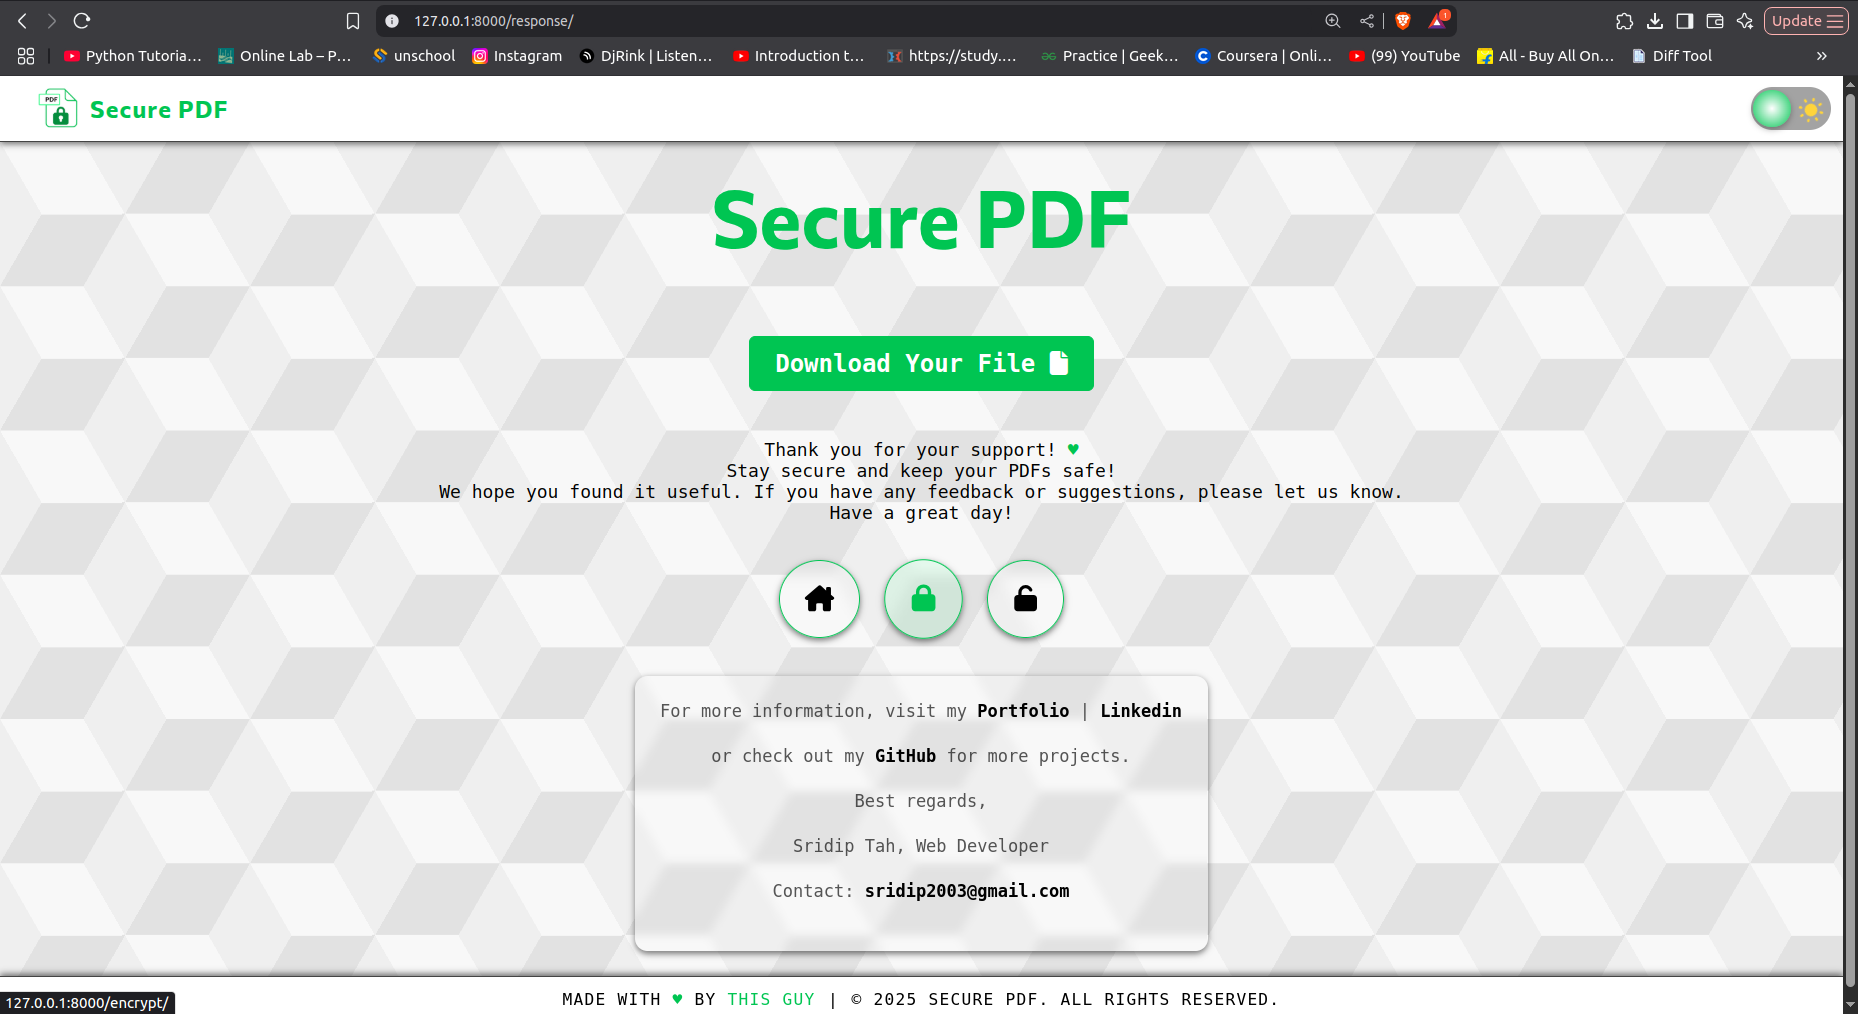 127.0.0.1:8000/response/
1
Update
Python Tutoria...
Online Lab – P...
unschool
Instagram
DjRink | Listen...
Introduction t...
https://study....
Practice | Geek...
Coursera | Onli...
(99) YouTube
All - Buy All On...
Diff Tool
»
PDF
Secure PDF
Secure PDF
Download Your File
Thank you for your support! ♥
Stay secure and keep your PDFs safe!
We hope you found it useful. If you have any feedback or suggestions, please let us know.
Have a great day!
For more information, visit my Portfolio | Linkedin
or check out my GitHub for more projects.
Best regards,
Sridip Tah, Web Developer
Contact: sridip2003@gmail.com
127.0.0.1:8000/encrypt/
MADE WITH ♥ BY THIS GUY | © 2025 SECURE PDF. ALL RIGHTS RESERVED.